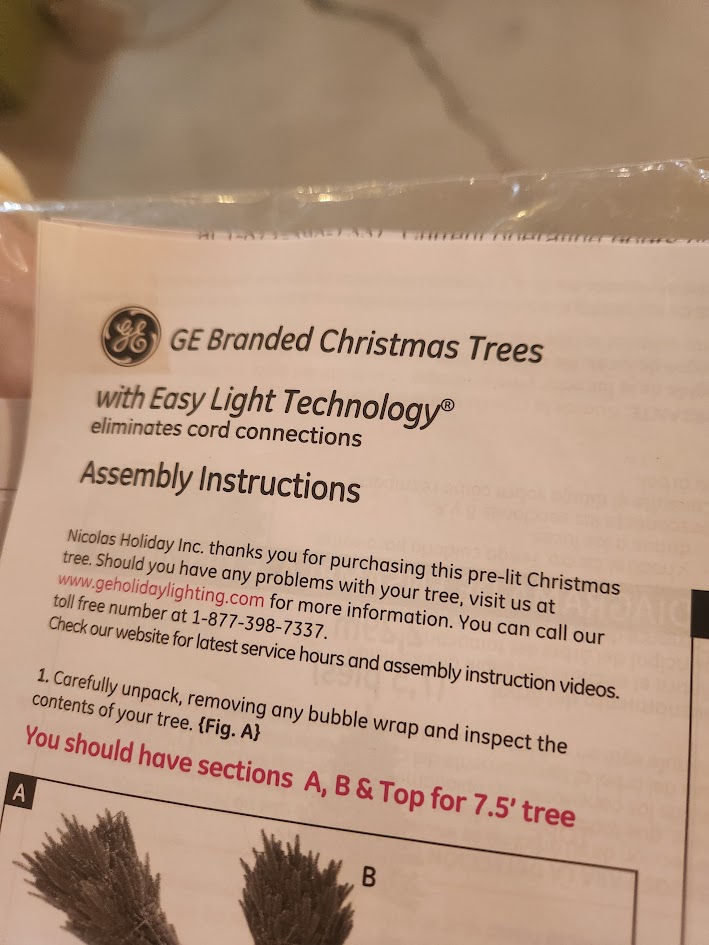 GE GE Branded Christmas Trees
with Easy Light Technology®
eliminates cord connections
Assembly Instructions
Nicolas Holiday Inc. thanks you for purchasing this pre-lit Christmas
tree. Should you have any problems with your tree, visit us at
www.geholidaylighting.com for more information. You can call our
toll free number at 1-877-398-7337.
Check our website for latest service hours and assembly instruction videos.
1. Carefully unpack, removing any bubble wrap and inspect the
contents of your tree. {Fig. A}
You should have sections A, B & Top for 7.5' tree
A
B